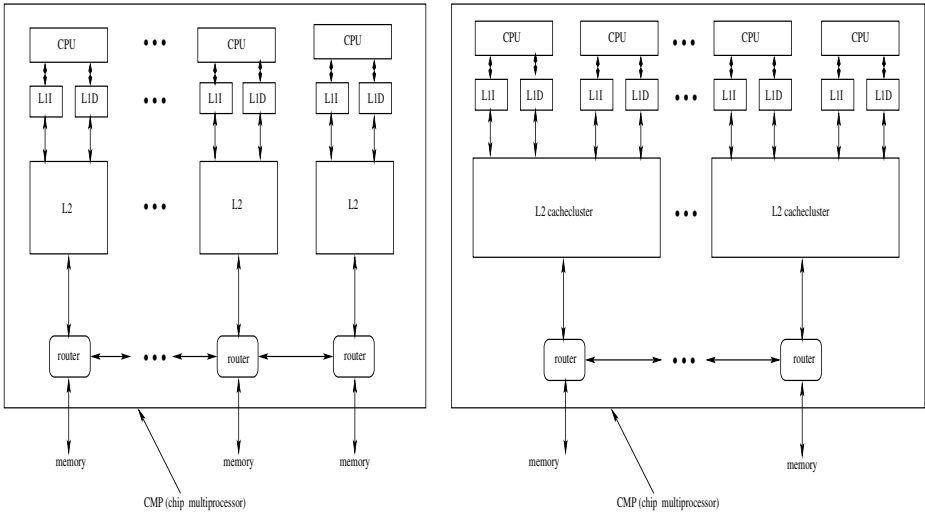 CPU CPU CPU
L1I L1D L1I L1D L1I L1D
L2 L2 L2
router router router
memory memory memory
CMP (chip multiprocessor)
CPU CPU CPU CPU
L1I L1D L1I L1D L1I L1D L1I L1D
L2 cachecluster L2 cachecluster
router router
memory memory
CMP (chip multiprocessor)